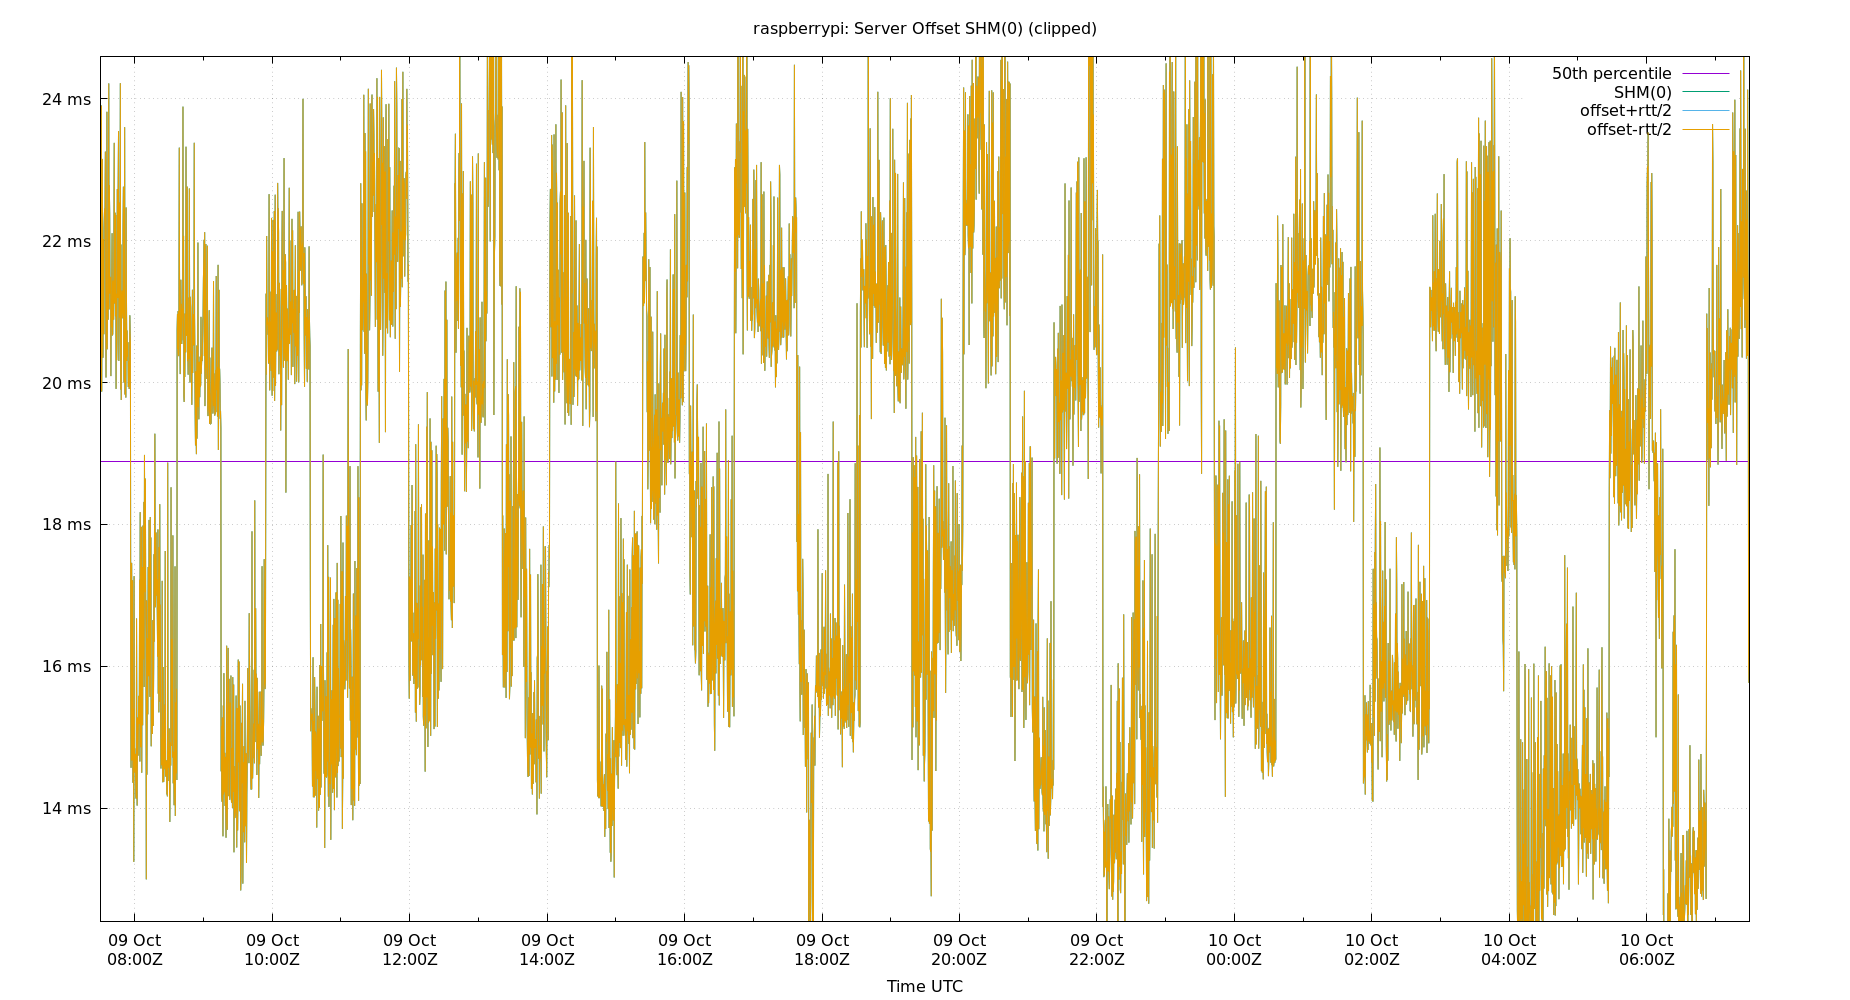 raspberrypi: Server Offset SHM(0) (clipped)
50th percentile
SHM(0)
offset+rtt/2
offset-rtt/2
24 ms
22 ms
20 ms
18 ms
16 ms
14 ms
09 Oct 09 Oct 09 Oct 09 Oct 09 Oct 09 Oct 09 Oct 09 Oct 10 Oct 10 Oct 10 Oct 10 Oct
08:00Z 10:00Z 12:00Z 14:00Z 16:00Z 18:00Z 20:00Z 22:00Z 00:00Z 02:00Z 04:00Z 06:00Z
Time UTC